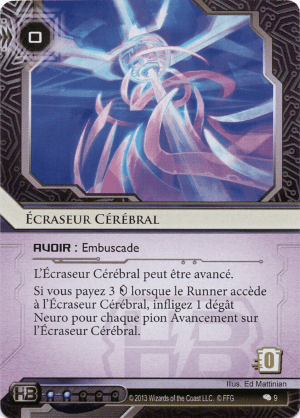 0
ÉCRASEUR CÉRÉBRAL
AVOIR : Embuscade
L'Écraseur Cérébral peut être avancé.
Si vous payez 3 lorsque le Runner accède
à l'Écraseur Cérébral, infligez 1 dégât
Neuro pour chaque pion Avancement sur
l'Écraseur Cérébral.
0
Illus. Ed Mattinian
HB
© 2013 Wizards of the Coast LLC. © FFG
9